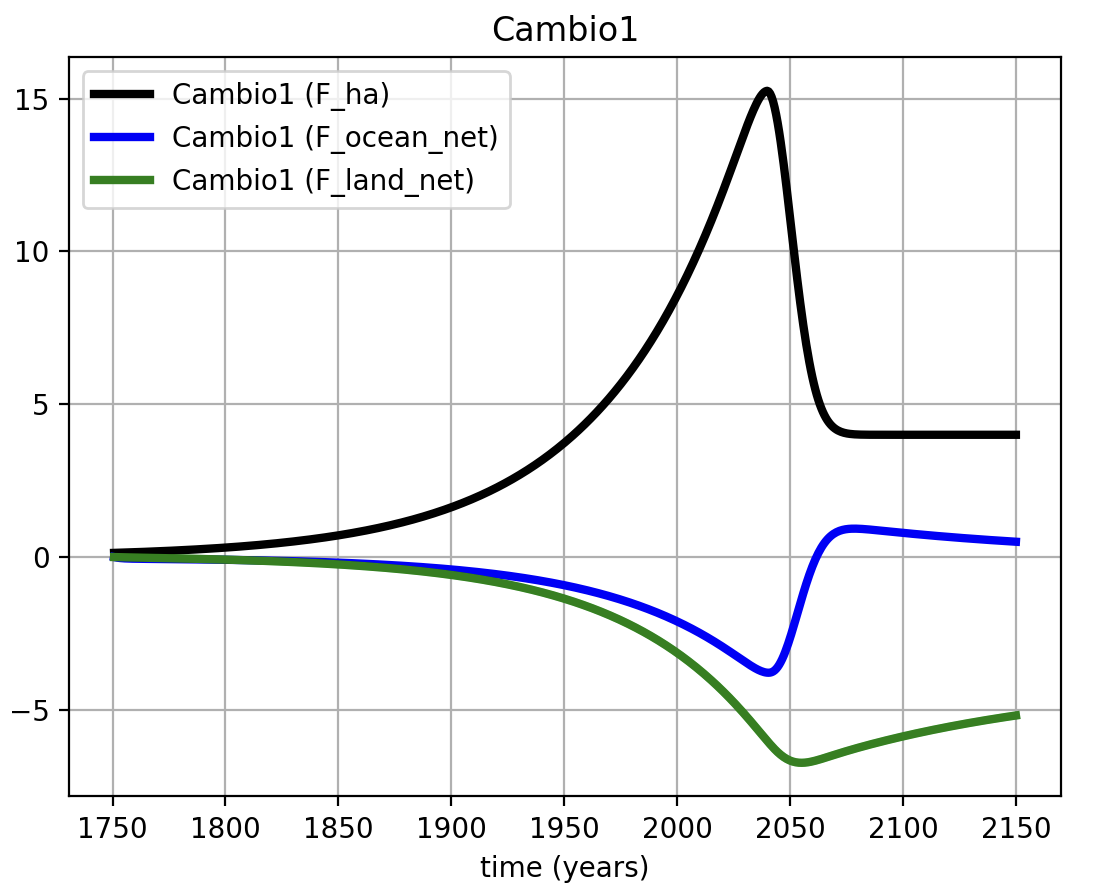 Cambio1
Cambio1 (F_ha)
Cambio1 (F_ocean_net)
Cambio1 (F_land_net)
15
10
5
0
−5
1750 1800 1850 1900 1950 2000 2050 2100 2150
time (years)